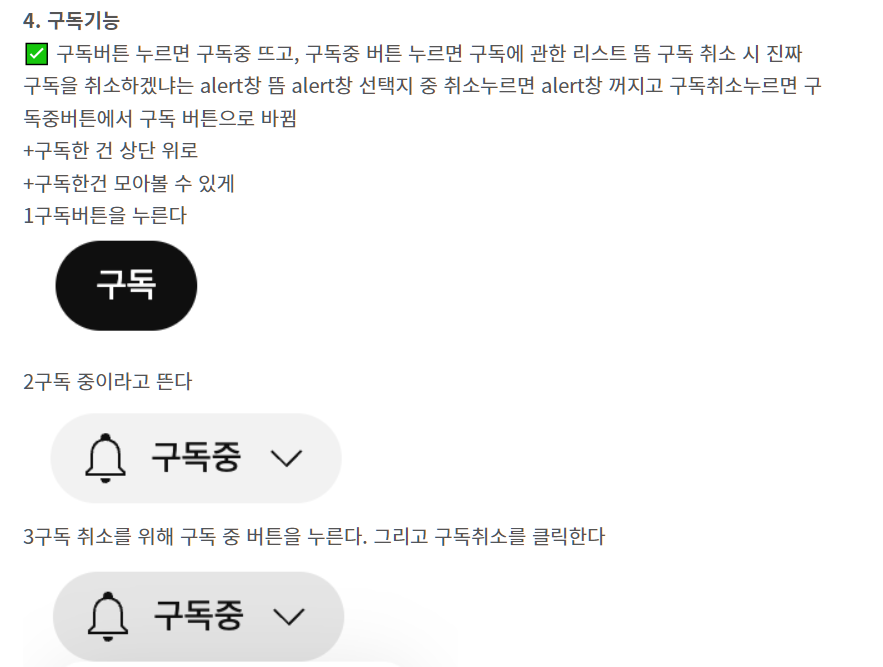 4. 구독기능
✅ 구독버튼 누르면 구독중 뜨고, 구독중 버튼 누르면 구독에 관한 리스트 뜸 구독 취소 시 진짜
구독을 취소하겠냐는 alert창 뜸 alert창 선택지 중 취소누르면 alert창 꺼지고 구독취소누르면 구
독중버튼에서 구독 버튼으로 바뀜
+구독한 건 상단 위로
+구독한건 모아볼 수 있게
1구독버튼을 누른다
구독
2구독 중이라고 뜬다
구독중
3구독 취소를 위해 구독 중 버튼을 누른다. 그리고 구독취소를 클릭한다
구독중